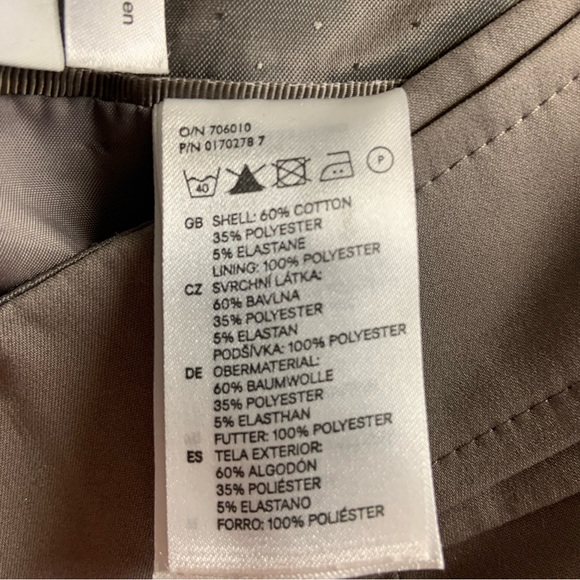 en
O/N 706010
P/N 0170278 7
40
P
GB SHELL: 60% COTTON
35% POLYESTER
5% ELASTANE
LINING: 100% POLYESTER
CZ SVRCHNÍ LÁTKA:
60% BAVLNA
35% POLYESTER
5% ELASTAN
PODŠÍVKA: 100% POLYESTER
DE OBERMATERIAL:
60% BAUMWOLLE
35% POLYESTER
5% ELASTHAN
FUTTER: 100% POLYESTER
ES TELA EXTERIOR:
60% ALGODÓN
35% POLIÉSTER
5% ELASTANO
FORRO: 100% POLIÉSTER